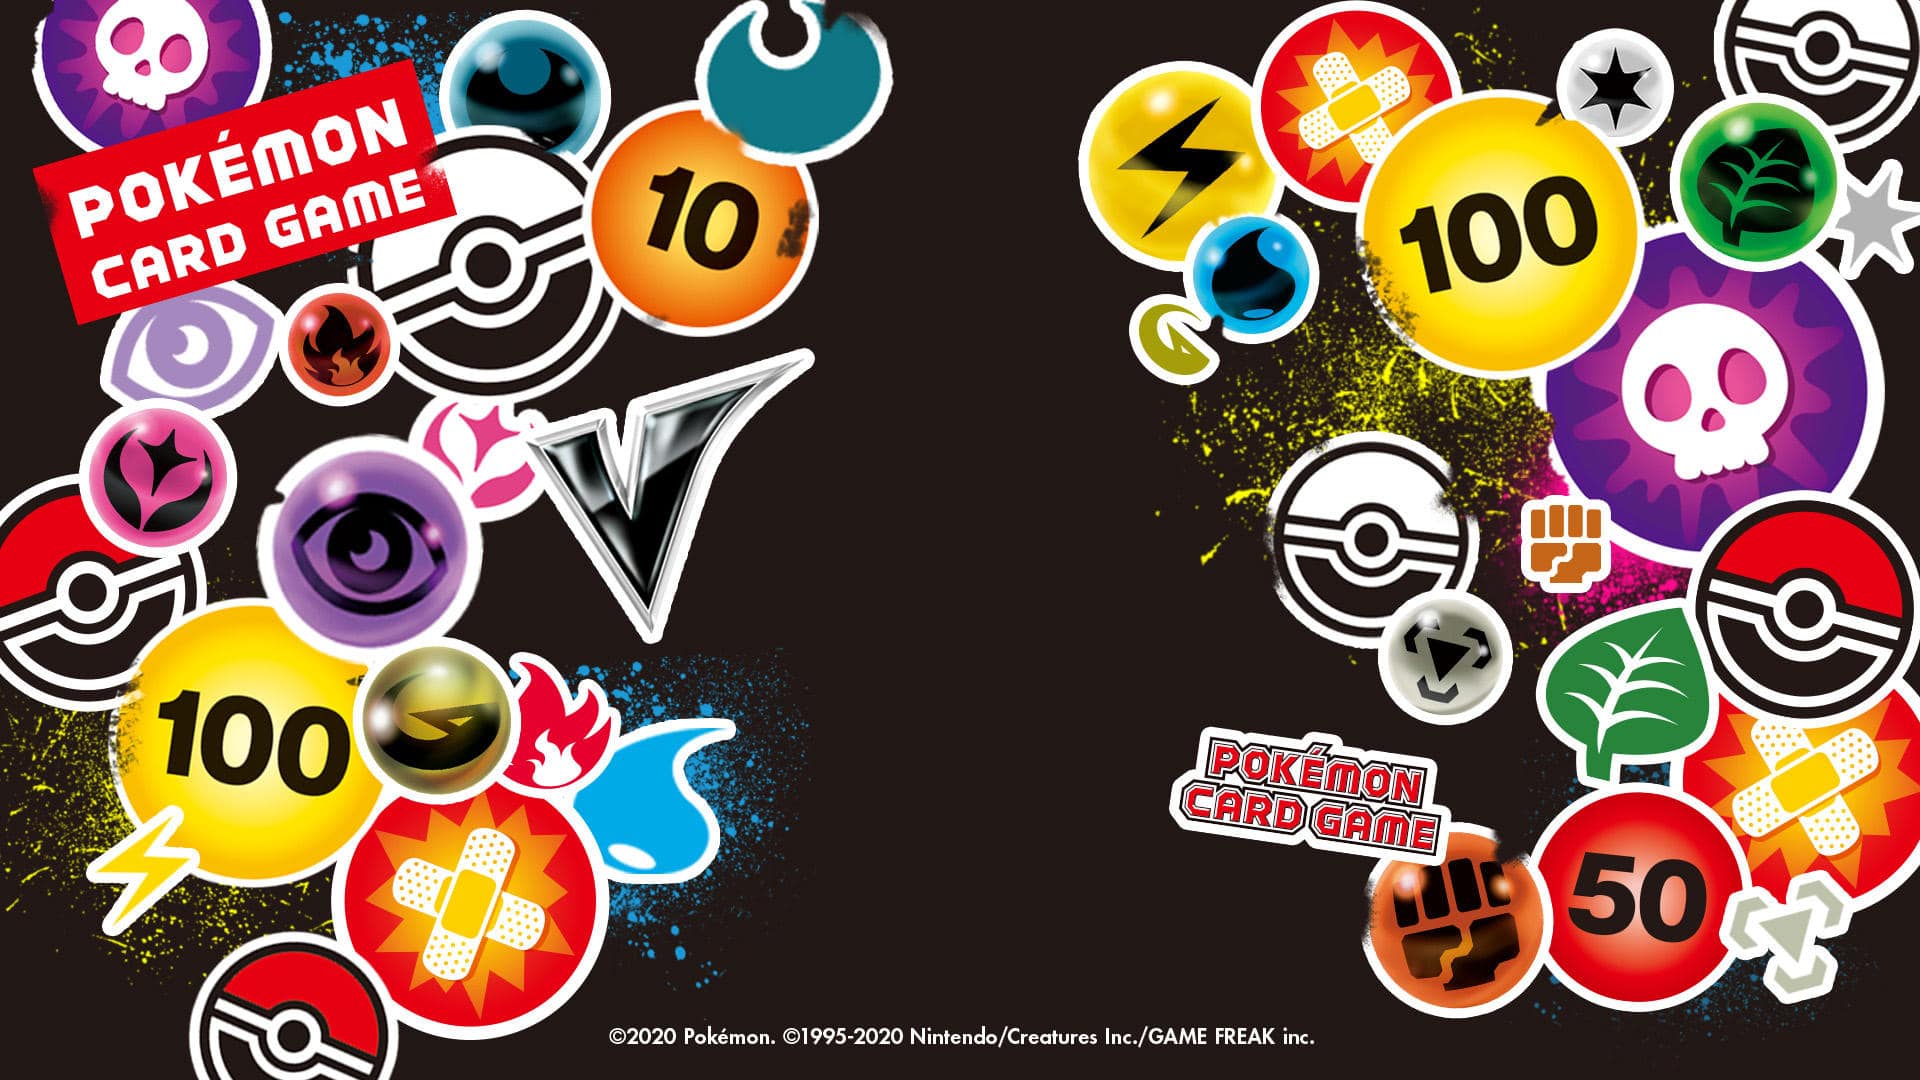 POKÉMON
CARD GAME
10
100
100
POKÉMON
CARD GAME
50
©2020 Pokémon. ©1995-2020 Nintendo/Creatures Inc./GAME FREAK inc.